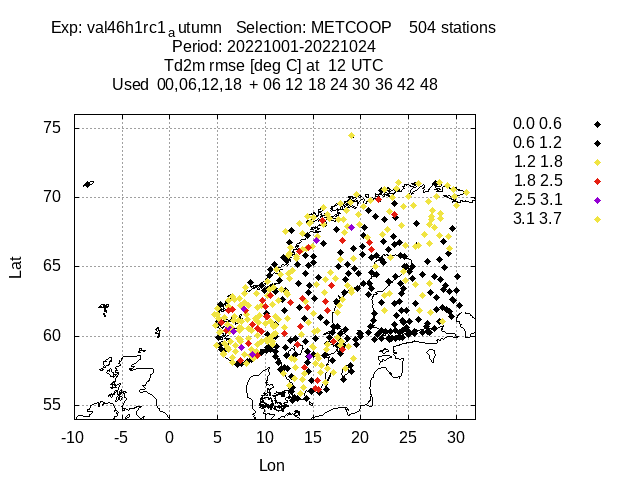 Exp: val46h1rc1_autumn Selection: METCOOP 504 stations
Period: 20221001-20221024
Td2m rmse [deg C] at 12 UTC
Used 00,06,12,18 + 06 12 18 24 30 36 42 48
75
70
65
60
55
-10 -5 0 5 10 15 20 25 30
Lat
Lon
0.0 0.6
0.6 1.2
1.2 1.8
1.8 2.5
2.5 3.1
3.1 3.7